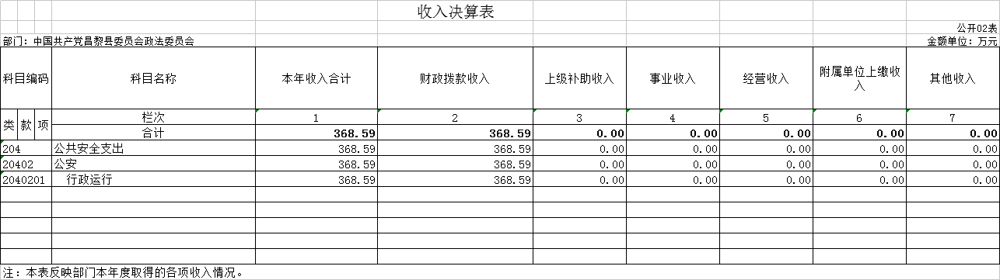 收入决算表
公开02表
部门：中国共产党昌黎县委员会政法委员会 金额单位：万元
科目编码 科目名称 本年收入合计 财政拨款收入 上级补助收入 事业收入 经营收入 附属单位上缴收入 其他收入
类 款 项 栏次 1 2 3 4 5 6 7
合计 368.59 368.59 0.00 0.00 0.00 0.00 0.00
204 公共安全支出 368.59 368.59 0.00 0.00 0.00 0.00 0.00
20402 公安 368.59 368.59 0.00 0.00 0.00 0.00 0.00
2040201 行政运行 368.59 368.59 0.00 0.00 0.00 0.00 0.00
注：本表反映部门本年度取得的各项收入情况。